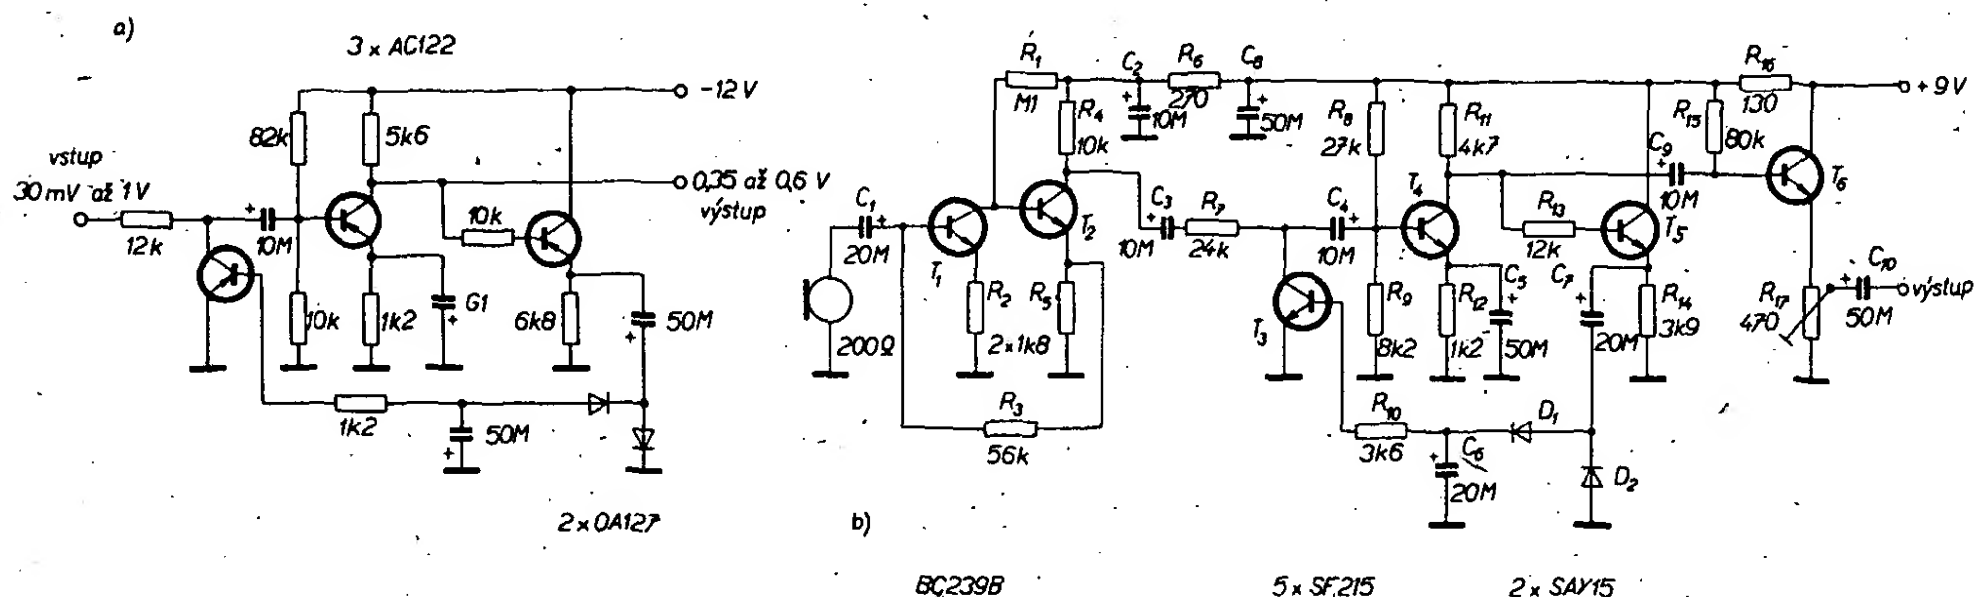 a)
3 x AC122
-12 V
82k
5k6
vstup
30 mV až 1 V
0,35 až 0,6 V
výstup
12k
10M
10k
10k
1k2
G1
6k8
50M
1k2
50M
2 x OA127
b)
R1
M1
C2
10M
R6
270
C8
50M
R4
10k
R8
27k
R11
4k7
R15
80k
R16
130
+ 9 V
C1
20M
T1
T2
C3
10M
R7
24k
C4
10M
T4
R13
12k
T5
C9
10M
T6
R2
R5
2 x 1k8
200Ω
T3
R9
8k2
R12
1k2
C5
50M
C7
20M
R14
3k9
R17
470
C10
50M
výstup
R3
56k
R10
3k6
C6
20M
D1
D2
BC239B
5 x SF215
2 x SAY15